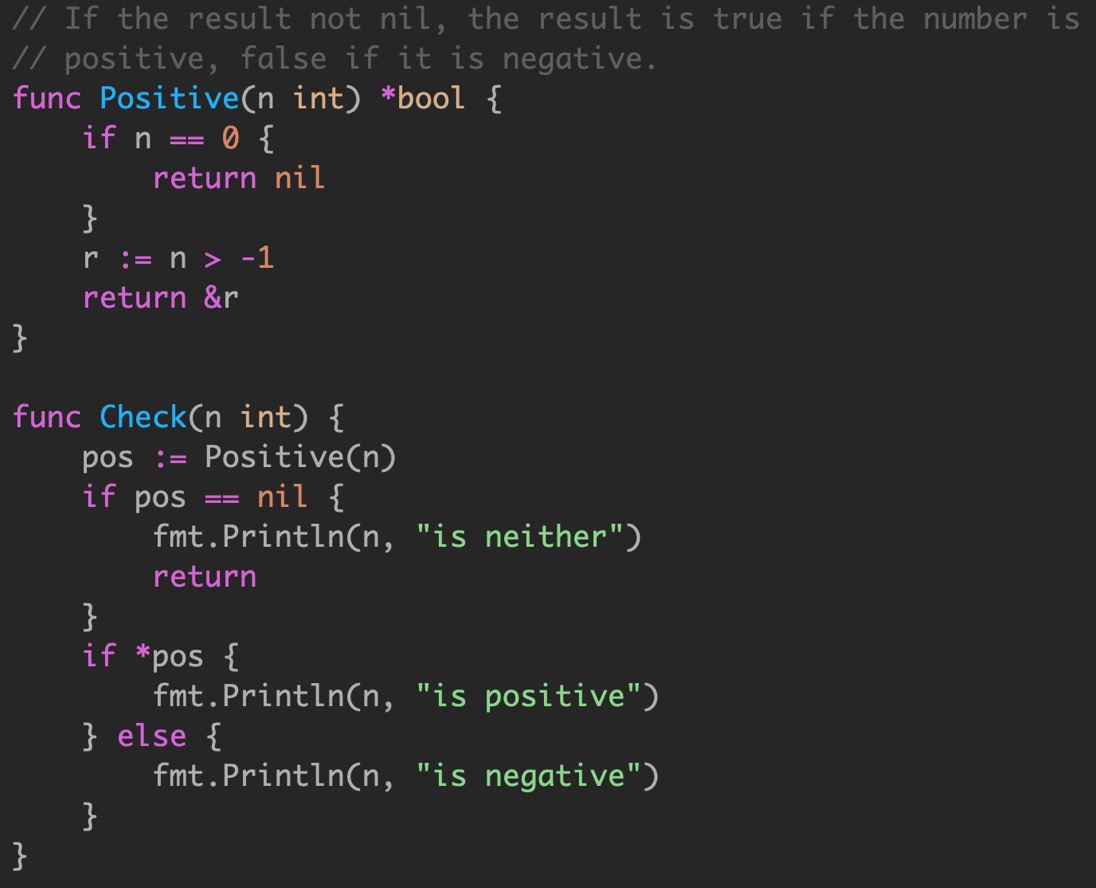 // If the result not nil, the result is true if the number is
// positive, false if it is negative.
func Positive(n int) *bool {
    if n == 0 {
        return nil
    }
    r := n > -1
    return &r
}

func Check(n int) {
    pos := Positive(n)
    if pos == nil {
        fmt.Println(n, "is neither")
        return
    }
    if *pos {
        fmt.Println(n, "is positive")
    } else {
        fmt.Println(n, "is negative")
    }
}